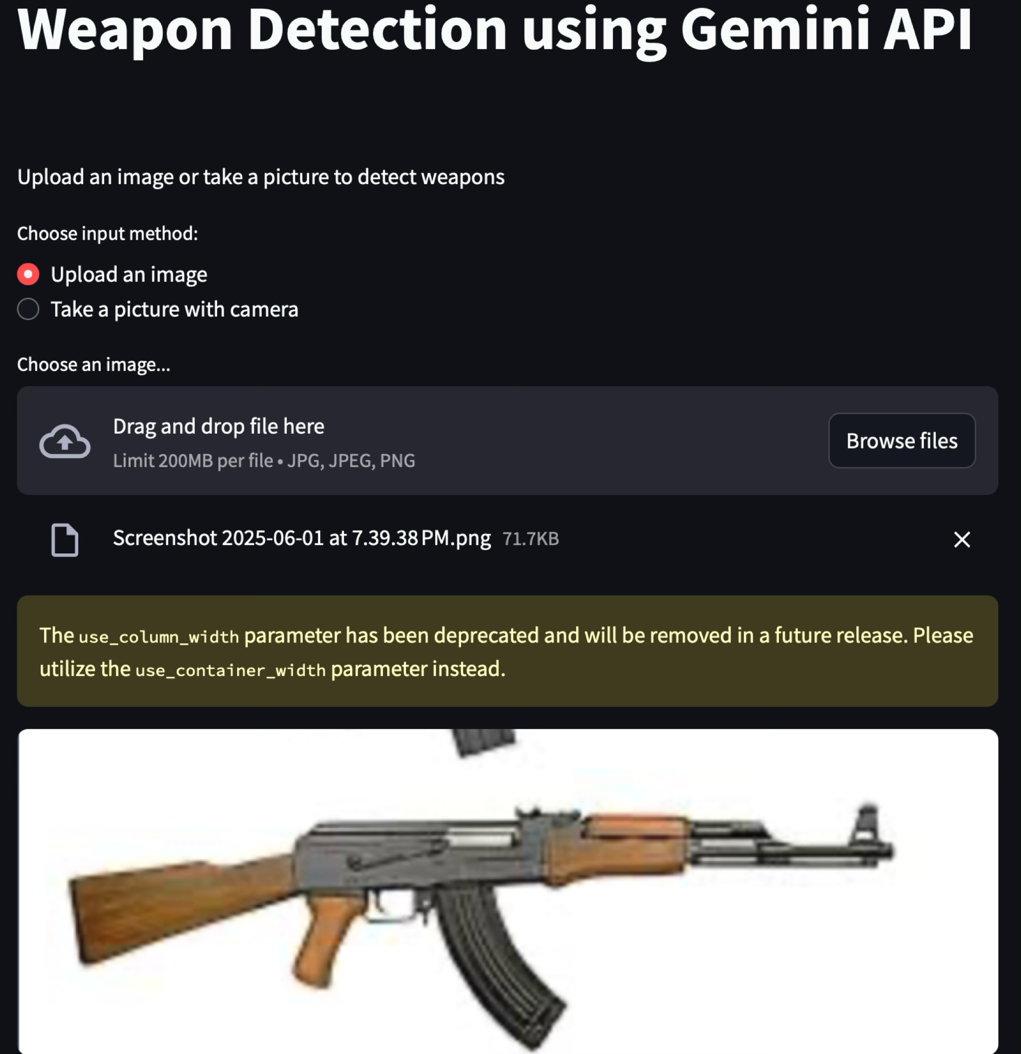 Weapon Detection using Gemini API
Upload an image or take a picture to detect weapons
Choose input method:
Upload an image
Take a picture with camera
Choose an image...
Drag and drop file here
Limit 200MB per file • JPG, JPEG, PNG
Browse files
Screenshot 2025-06-01 at 7.39.38 PM.png 71.7KB
The use_column_width parameter has been deprecated and will be removed in a future release. Please
utilize the use_container_width parameter instead.